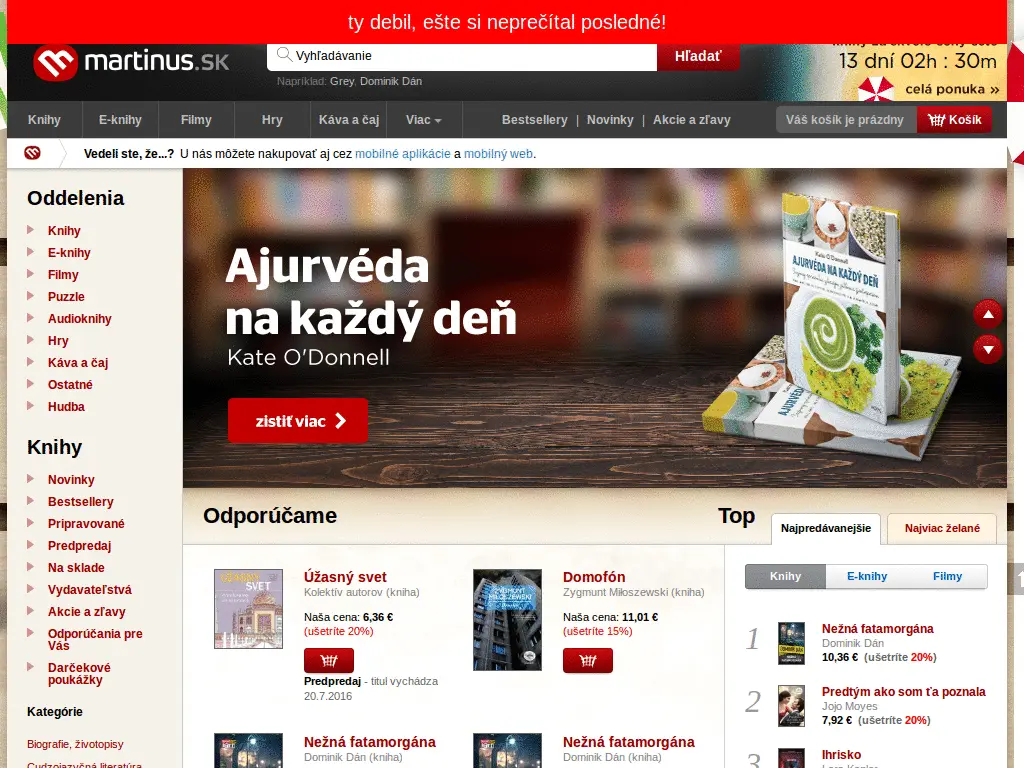 ty debil, ešte si neprečítal posledné!
martinus.sk
Vyhľadávanie
Hľadať
Napríklad: Grey, Dominik Dán
13 dní 02h : 30m
celá ponuka »
Knihy
E-knihy
Filmy
Hry
Káva a čaj
Viac
Bestsellery | Novinky | Akcie a zľavy
Váš košík je prázdny
Košík
Vedeli ste, že...? U nás môžete nakupovať aj cez mobilné aplikácie a mobilný web.
Oddelenia
Knihy
E-knihy
Filmy
Puzzle
Audioknihy
Hry
Káva a čaj
Ostatné
Hudba
Knihy
Novinky
Bestsellery
Pripravované
Predpredaj
Na sklade
Vydavateľstvá
Akcie a zľavy
Odporúčania pre
Vás
Darčekové
poukážky
Kategórie
Biografie, životopisy
Cudzojazyčná literatúra
Ajurvéda
na každý deň
Kate O'Donnell
zistiť viac
Kate O'Donnell
AJURVÉDA NA KAŽDÝ DEŇ
Odporúčame
Úžasný svet
Kolektív autorov (kniha)
Naša cena: 6,36 €
(ušetríte 20%)
Predpredaj - titul vychádza
20.7.2016
Domofón
Zygmunt Miłoszewski (kniha)
Naša cena: 11,01 €
(ušetríte 15%)
Nežná fatamorgána
Dominik Dán (kniha)
Nežná fatamorgána
Dominik Dán (kniha)
Top
Najpredávanejšie
Najviac želané
Knihy
E-knihy
Filmy
1
Nežná fatamorgána
Dominik Dán
10,36 € (ušetríte 20%)
2
Predtým ako som ťa poznala
Jojo Moyes
7,92 € (ušetríte 20%)
3
Ihrisko
Lars Kepler